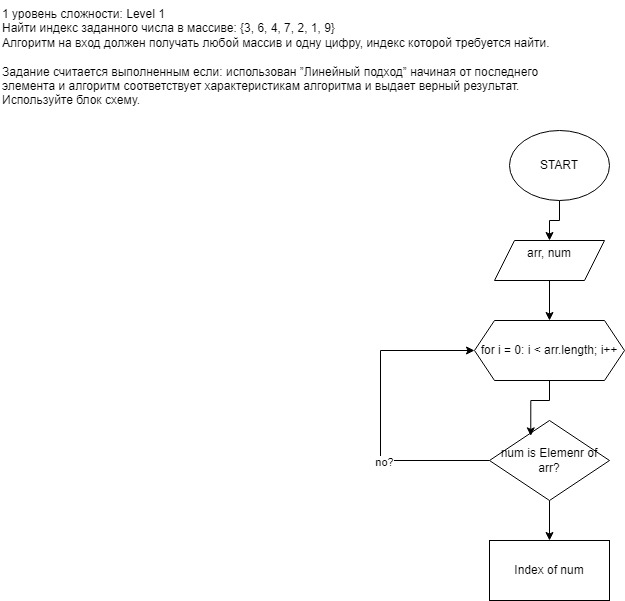 1 уровень сложности: Level 1
Найти индекс заданного числа в массиве: {3, 6, 4, 7, 2, 1, 9}
Алгоритм на вход должен получать любой массив и одну цифру, индекс которой требуется найти.
Задание считается выполненным если: использован "Линейный подход" начиная от последнего
элемента и алгоритм соответствует характеристикам алгоритма и выдает верный результат.
Используйте блок схему.
START
arr, num
for i = 0: i < arr.length; i++
num is Elemenr of
arr?
no?
Index of num